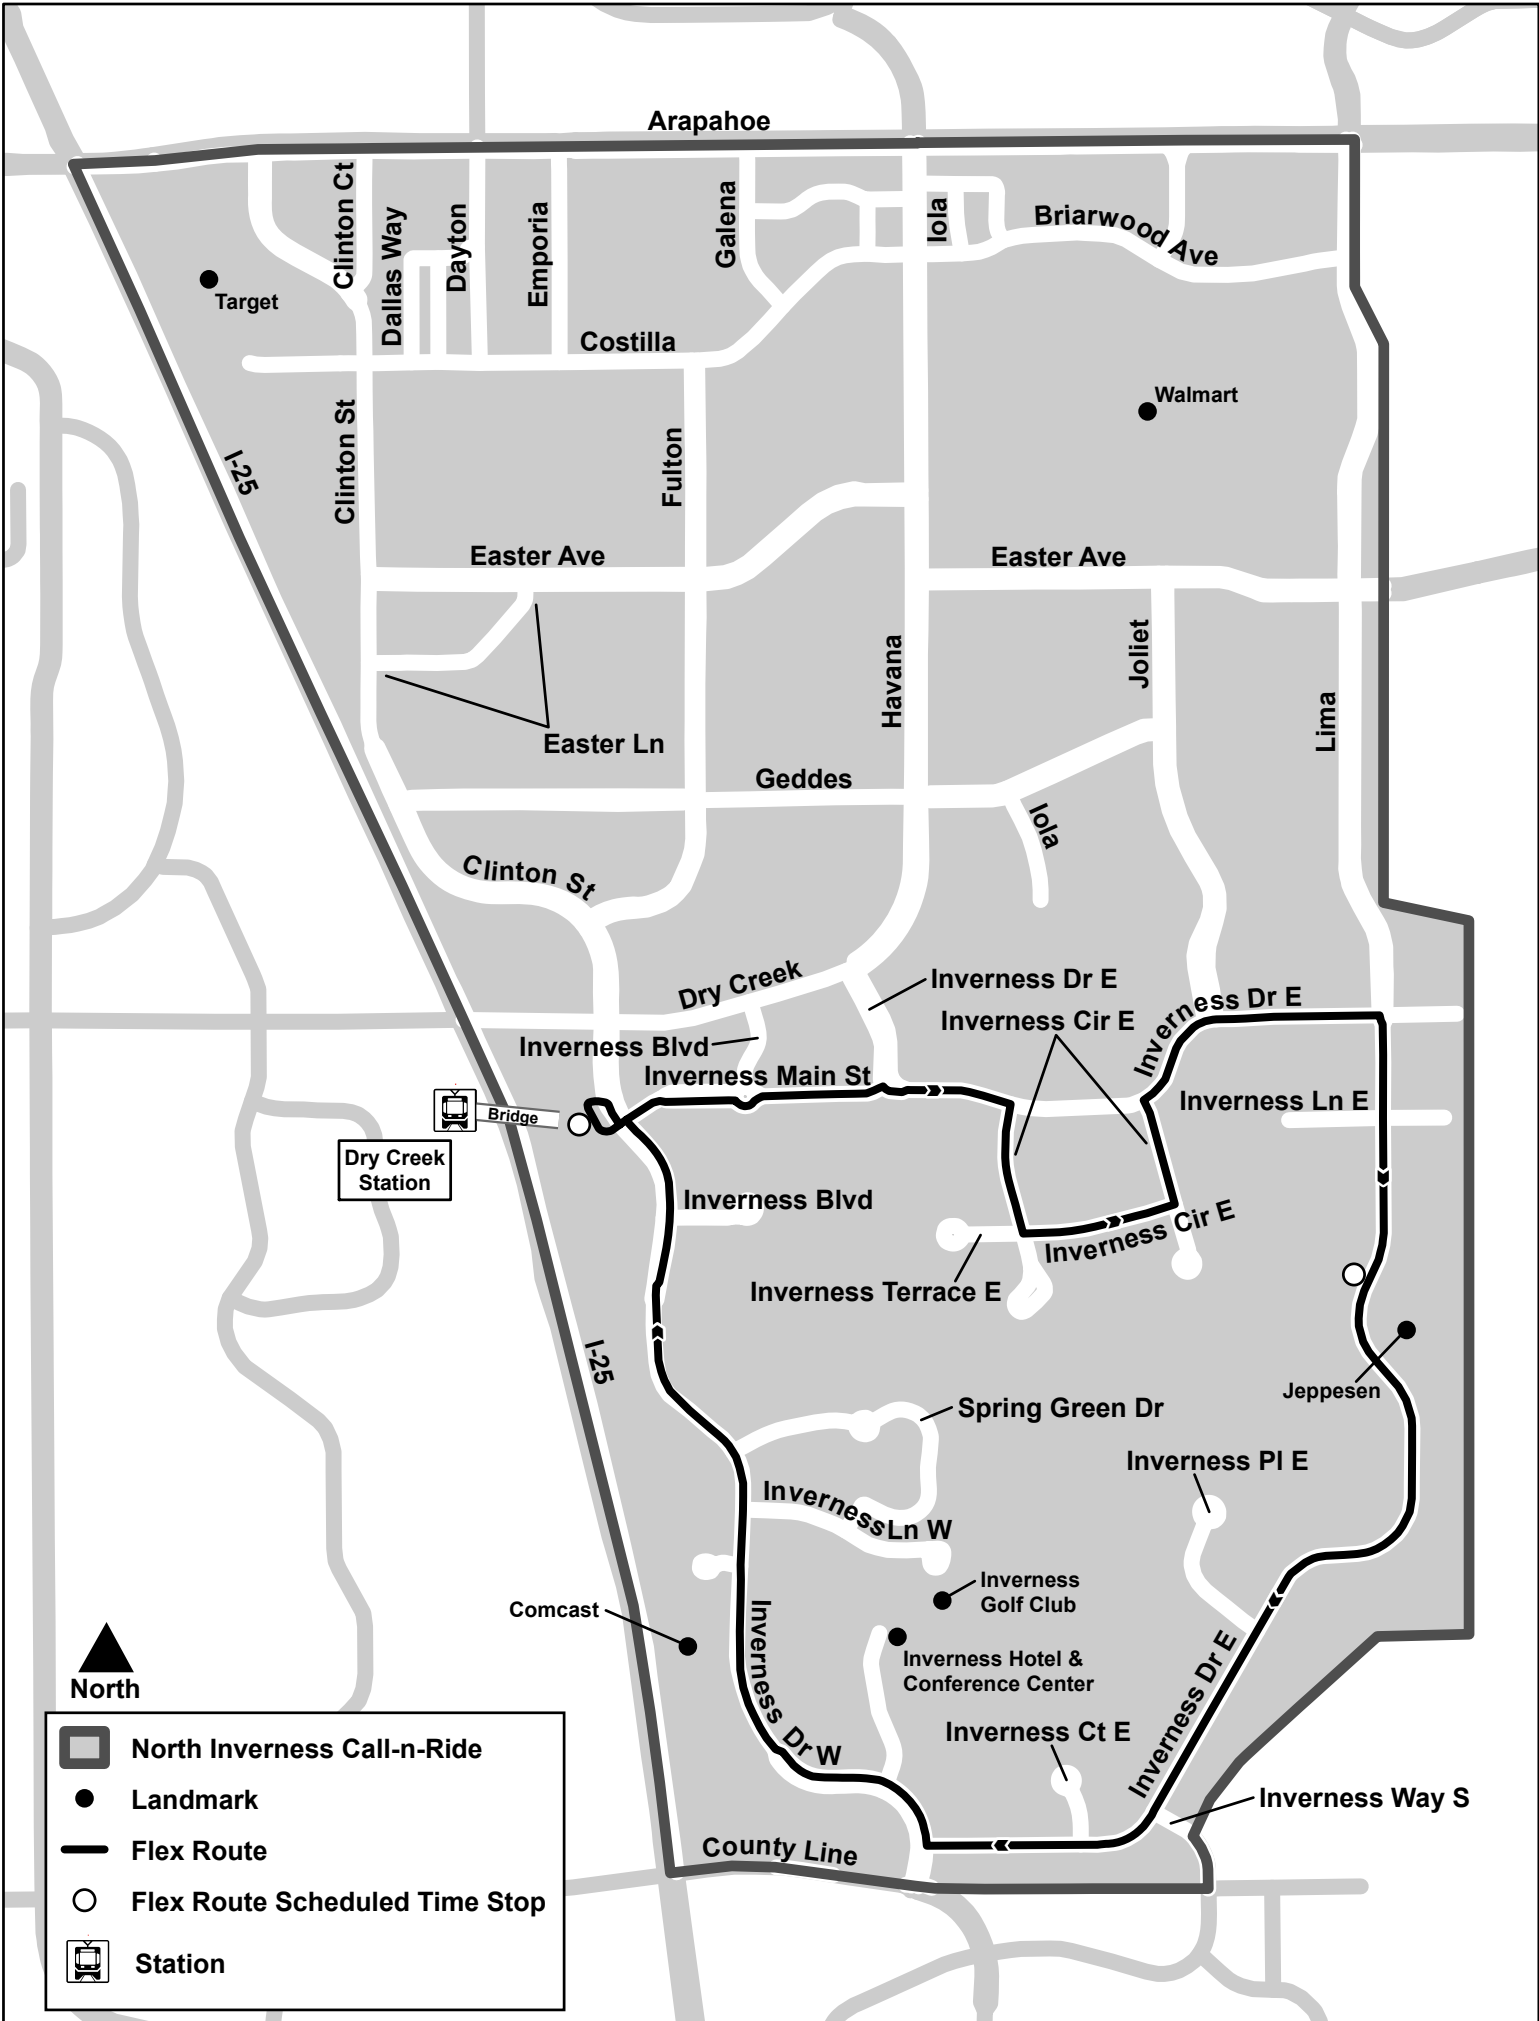 Arapahoe
Clinton Ct
Dallas Way
Dayton
Emporia
Galena
Iola
Briarwood Ave
Target
Costilla
Walmart
I-25
Clinton St
Fulton
Easter Ave
Easter Ave
Havana
Joliet
Lima
Easter Ln
Geddes
Iola
Clinton St
Dry Creek
Inverness Dr E
Inverness Cir E
Inverness Dr E
Inverness Blvd
Inverness Main St
Inverness Ln E
Bridge
Dry Creek
Station
Inverness Blvd
Inverness Cir E
Inverness Terrace E
I-25
Jeppesen
Spring Green Dr
Inverness Pl E
Inverness Ln W
Inverness
Golf Club
Comcast
Inverness Hotel &
Conference Center
Inverness Dr W
Inverness Dr E
Inverness Ct E
Inverness Way S
County Line
North
North Inverness Call-n-Ride
Landmark
Flex Route
Flex Route Scheduled Time Stop
Station